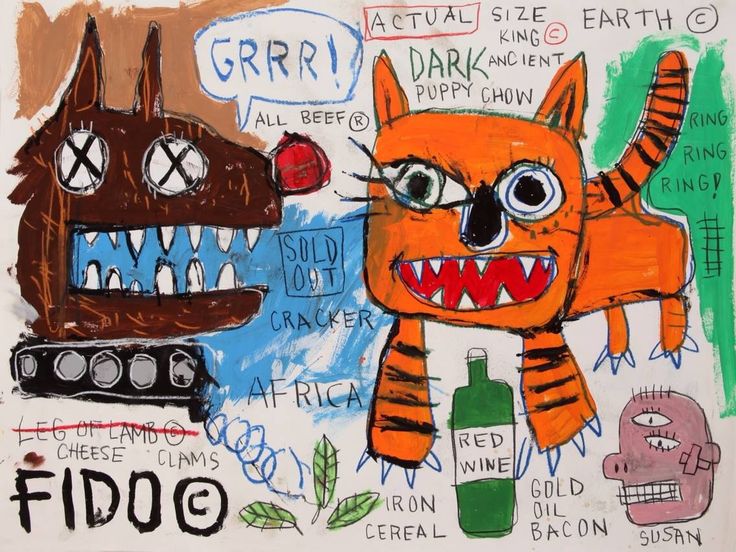 GRRR!
ALL BEEF ®
ACTUAL SIZE
KING ©
EARTH ©
DARK ANCIENT
PUPPY CHOW
RING
RING
RING!
X X
SOLD
OUT
CRACKER
AFRICA
LEG OF LAMB ©
CHEESE CLAMS
FIDO ©
RED
WINE
IRON
CEREAL
GOLD
OIL
BACON
SUSAN